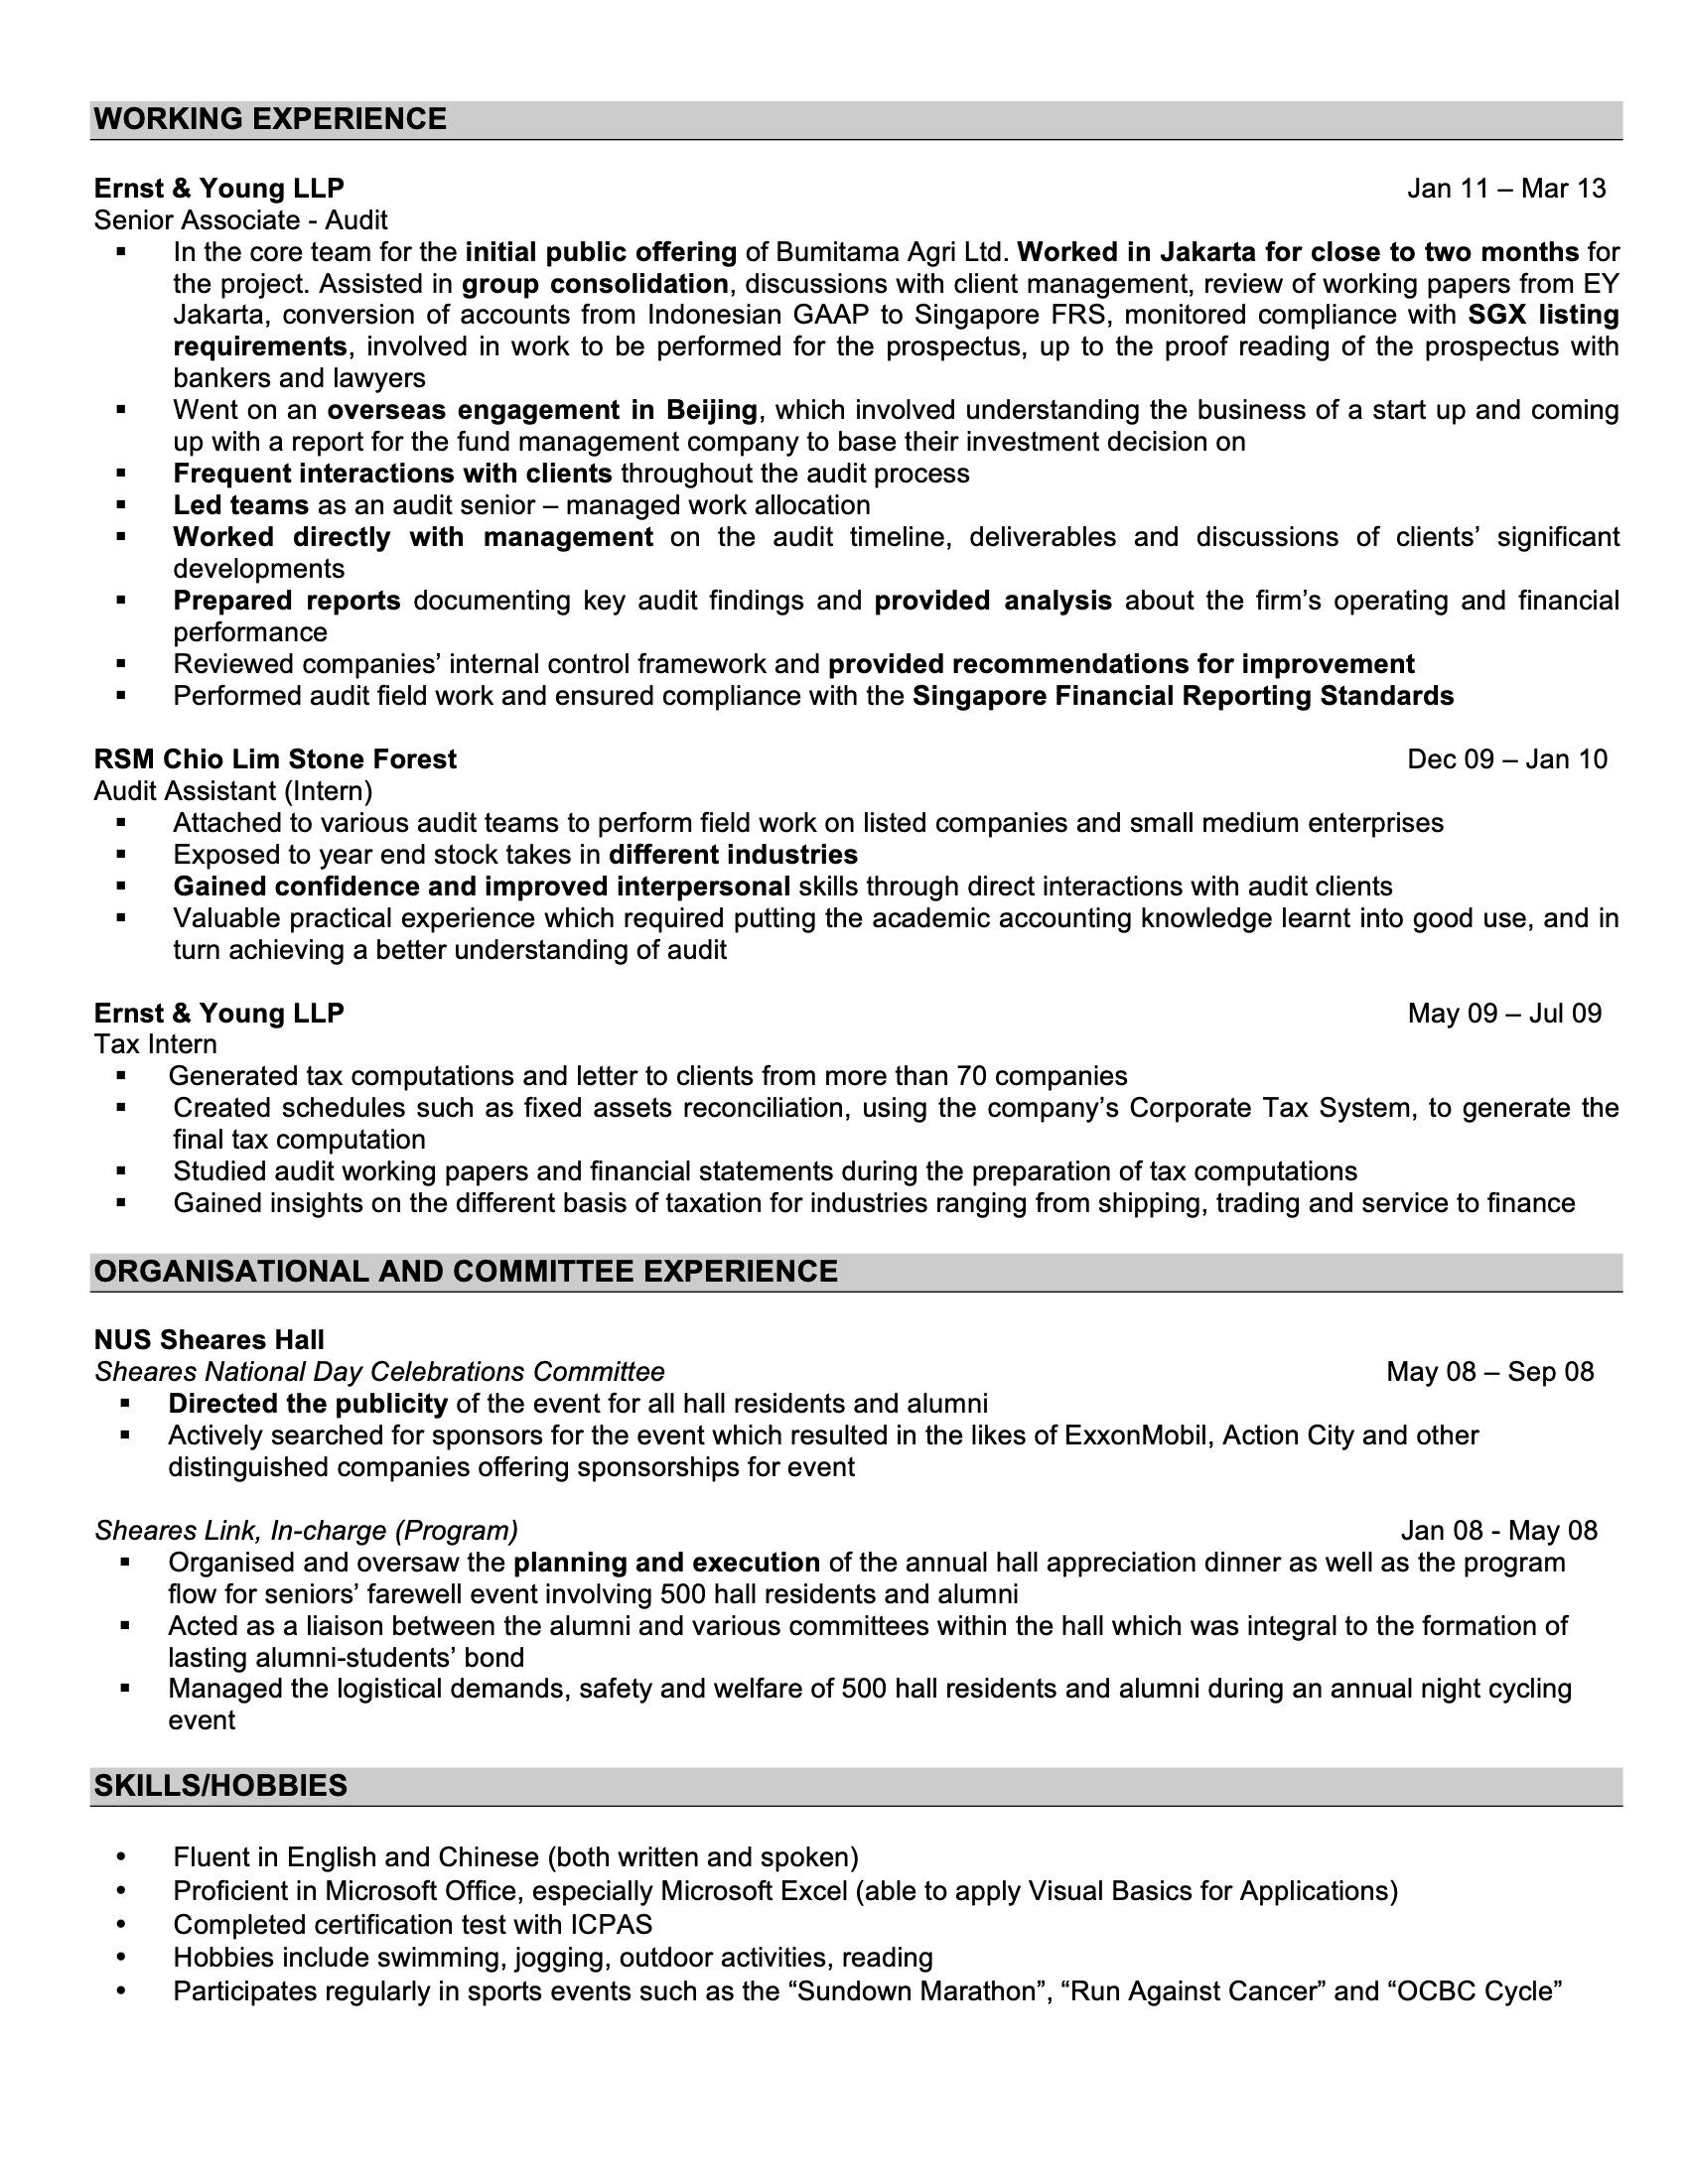 WORKING EXPERIENCE
Ernst & Young LLP Jan 11 – Mar 13
Senior Associate - Audit
▪ In the core team for the initial public offering of Bumitama Agri Ltd. Worked in Jakarta for close to two months for
the project. Assisted in group consolidation, discussions with client management, review of working papers from EY
Jakarta, conversion of accounts from Indonesian GAAP to Singapore FRS, monitored compliance with SGX listing
requirements, involved in work to be performed for the prospectus, up to the proof reading of the prospectus with
bankers and lawyers
▪ Went on an overseas engagement in Beijing, which involved understanding the business of a start up and coming
up with a report for the fund management company to base their investment decision on
▪ Frequent interactions with clients throughout the audit process
▪ Led teams as an audit senior – managed work allocation
▪ Worked directly with management on the audit timeline, deliverables and discussions of clients’ significant
developments
▪ Prepared reports documenting key audit findings and provided analysis about the firm’s operating and financial
performance
▪ Reviewed companies’ internal control framework and provided recommendations for improvement
▪ Performed audit field work and ensured compliance with the Singapore Financial Reporting Standards
RSM Chio Lim Stone Forest Dec 09 – Jan 10
Audit Assistant (Intern)
▪ Attached to various audit teams to perform field work on listed companies and small medium enterprises
▪ Exposed to year end stock takes in different industries
▪ Gained confidence and improved interpersonal skills through direct interactions with audit clients
▪ Valuable practical experience which required putting the academic accounting knowledge learnt into good use, and in
turn achieving a better understanding of audit
Ernst & Young LLP May 09 – Jul 09
Tax Intern
▪ Generated tax computations and letter to clients from more than 70 companies
▪ Created schedules such as fixed assets reconciliation, using the company’s Corporate Tax System, to generate the
final tax computation
▪ Studied audit working papers and financial statements during the preparation of tax computations
▪ Gained insights on the different basis of taxation for industries ranging from shipping, trading and service to finance
ORGANISATIONAL AND COMMITTEE EXPERIENCE
NUS Sheares Hall
Sheares National Day Celebrations Committee May 08 – Sep 08
▪ Directed the publicity of the event for all hall residents and alumni
▪ Actively searched for sponsors for the event which resulted in the likes of ExxonMobil, Action City and other
distinguished companies offering sponsorships for event
Sheares Link, In-charge (Program) Jan 08 - May 08
▪ Organised and oversaw the planning and execution of the annual hall appreciation dinner as well as the program
flow for seniors’ farewell event involving 500 hall residents and alumni
▪ Acted as a liaison between the alumni and various committees within the hall which was integral to the formation of
lasting alumni-students’ bond
▪ Managed the logistical demands, safety and welfare of 500 hall residents and alumni during an annual night cycling
event
SKILLS/HOBBIES
• Fluent in English and Chinese (both written and spoken)
• Proficient in Microsoft Office, especially Microsoft Excel (able to apply Visual Basics for Applications)
• Completed certification test with ICPAS
• Hobbies include swimming, jogging, outdoor activities, reading
• Participates regularly in sports events such as the “Sundown Marathon”, “Run Against Cancer” and “OCBC Cycle”